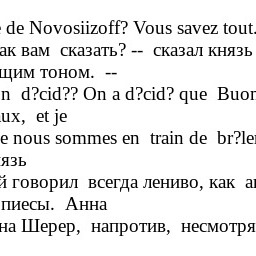 de Novosiizoff? Vous savez tout.
ак вам сказать? -- сказал князь
щим тоном. --
n d?cid?? On a d?cid? que Buon
ux, et je
e nous sommes en train de br?ler
язь
й говорил всегда лениво, как а
пиесы. Анна
на Шерер, напротив, несмотря